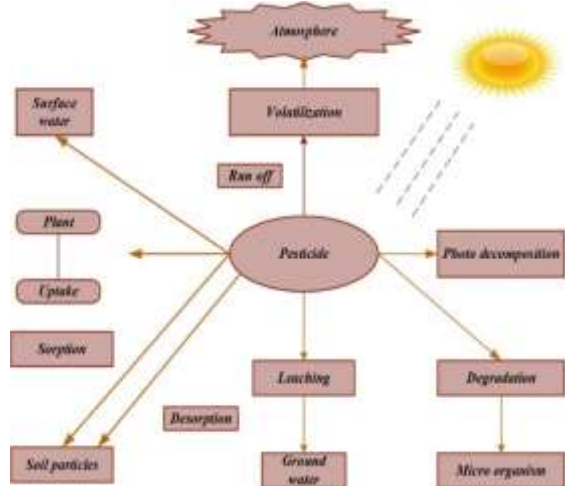 Atmosphere
Surface
water
Volatilization
Run off
Plant
Pesticide
Photo decomposition
Uptake
Sorption
Leaching
Degradation
Desorption
Soil particles
Ground
water
Micro organism